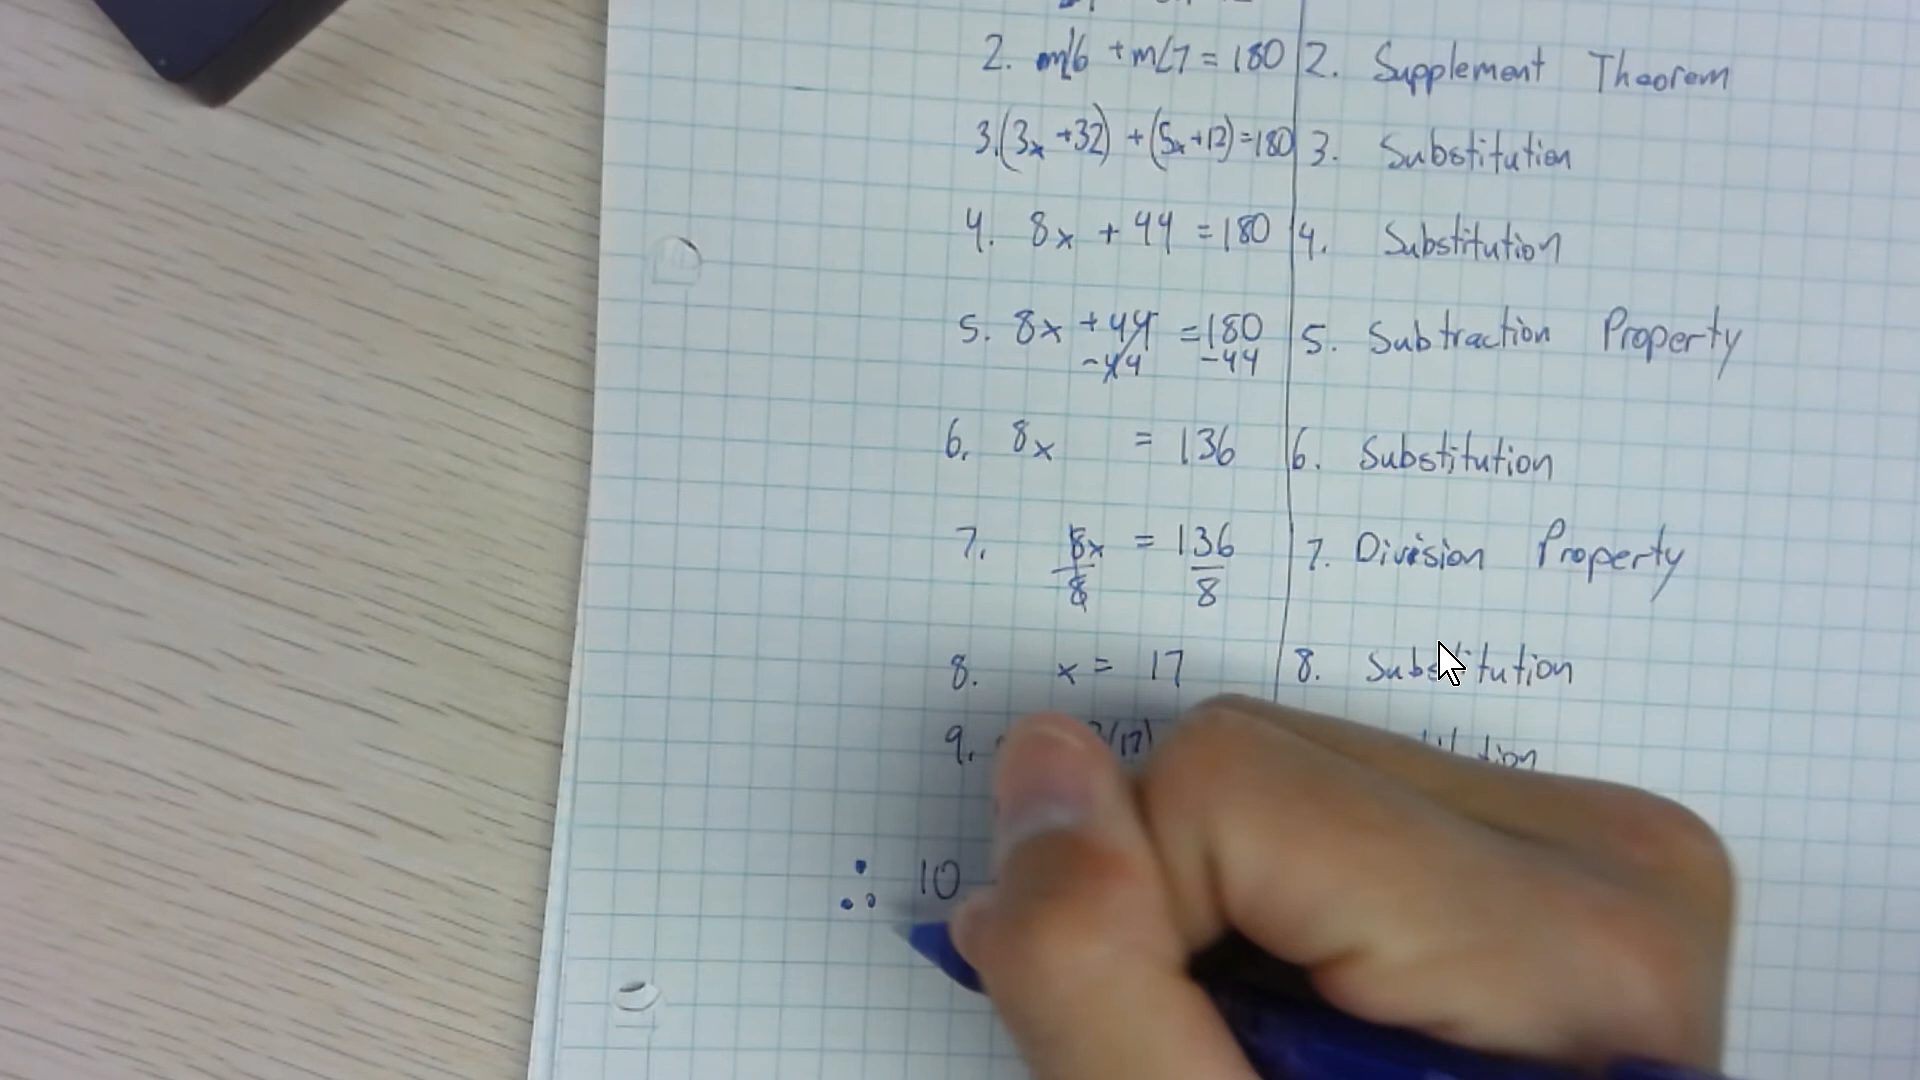 2. m∠6 + m∠7 = 180 2. Supplement Theorem
3. (3x + 32) + (5x + 12) = 180 3. Substitution
4. 8x + 44 = 180 4. Substitution
5. 8x + 44 = 180 5. Subtraction Property
-44 -44
6. 8x = 136 6. Substitution
7. 8x = 136 7. Division Property
8 8
8. x = 17 8. Substitution
9. (17)
∴ 10